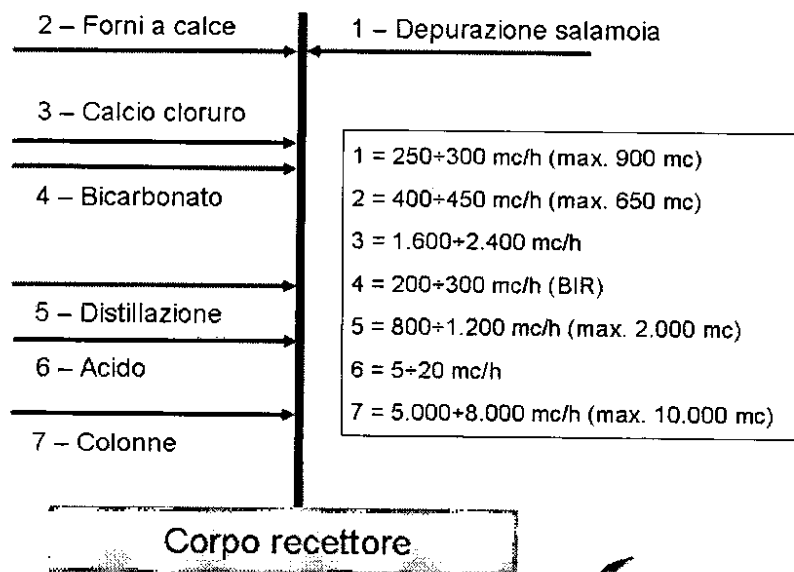 2 – Forni a calce
1 – Depurazione salamoia
3 – Calcio cloruro
4 – Bicarbonato
5 – Distillazione
6 – Acido
7 – Colonne
1 = 250÷300 mc/h (max. 900 mc)
2 = 400÷450 mc/h (max. 650 mc)
3 = 1.600÷2.400 mc/h
4 = 200÷300 mc/h (BIR)
5 = 800÷1.200 mc/h (max. 2.000 mc)
6 = 5÷20 mc/h
7 = 5.000÷8.000 mc/h (max. 10.000 mc)
Corpo recettore